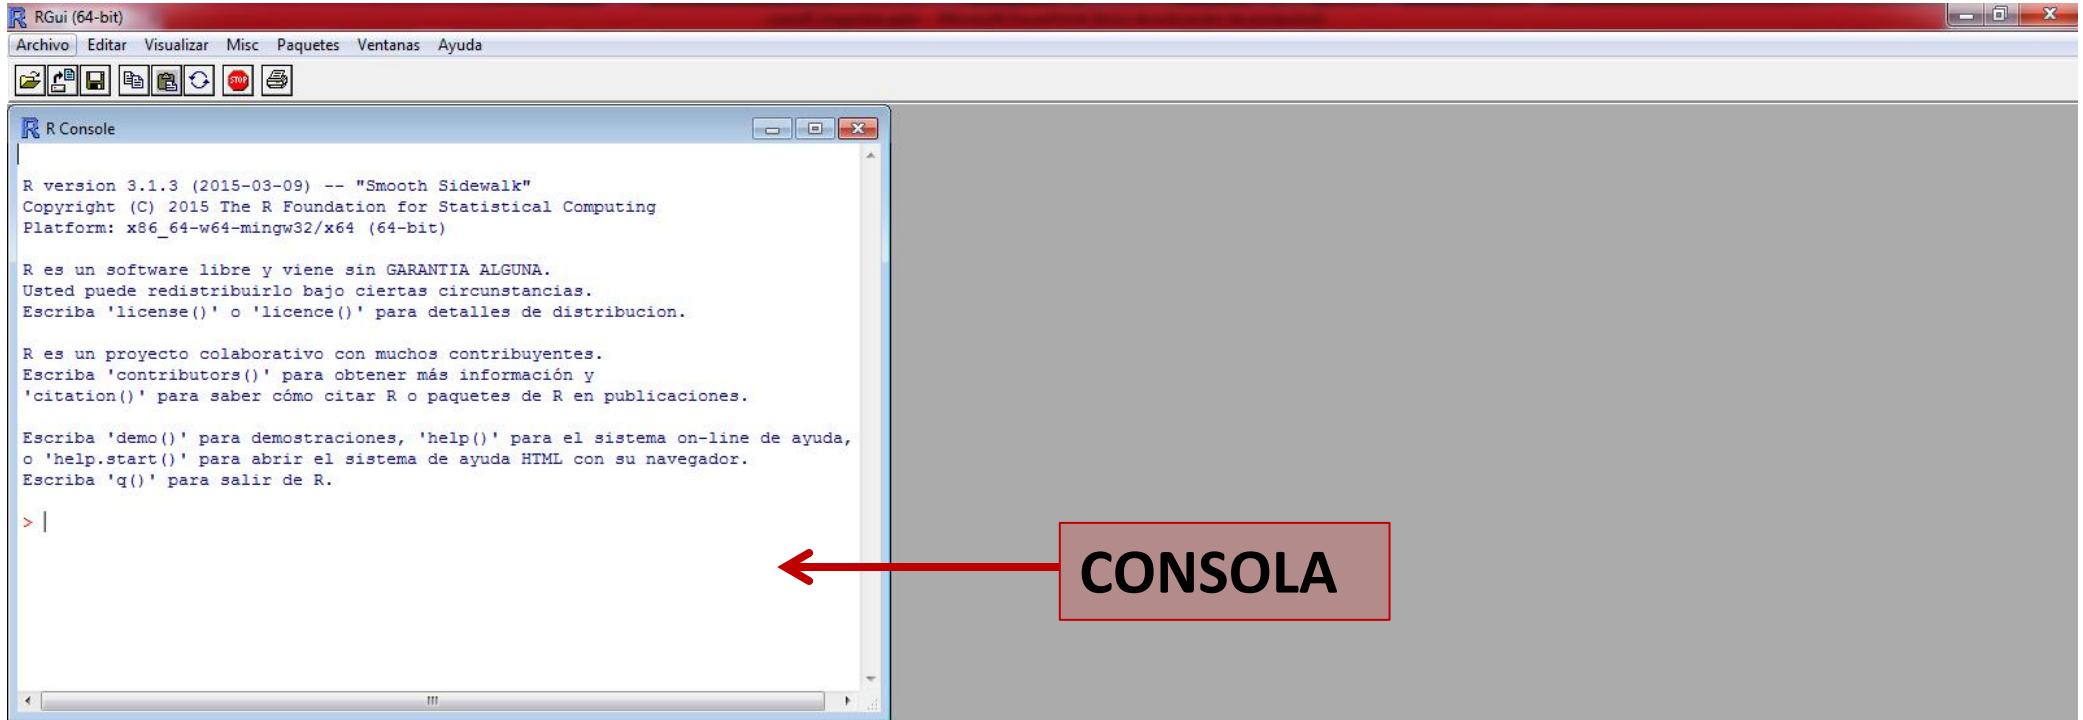 RGui (64-bit)
Archivo Editar Visualizar Misc Paquetes Ventanas Ayuda
STOP
R Console
R version 3.1.3 (2015-03-09) -- "Smooth Sidewalk"
Copyright (C) 2015 The R Foundation for Statistical Computing
Platform: x86_64-w64-mingw32/x64 (64-bit)
R es un software libre y viene sin GARANTIA ALGUNA.
Usted puede redistribuirlo bajo ciertas circunstancias.
Escriba 'license()' o 'licence()' para detalles de distribucion.
R es un proyecto colaborativo con muchos contribuyentes.
Escriba 'contributors()' para obtener más información y
'citation()' para saber cómo citar R o paquetes de R en publicaciones.
Escriba 'demo()' para demostraciones, 'help()' para el sistema on-line de ayuda,
o 'help.start()' para abrir el sistema de ayuda HTML con su navegador.
Escriba 'q()' para salir de R.
>
CONSOLA